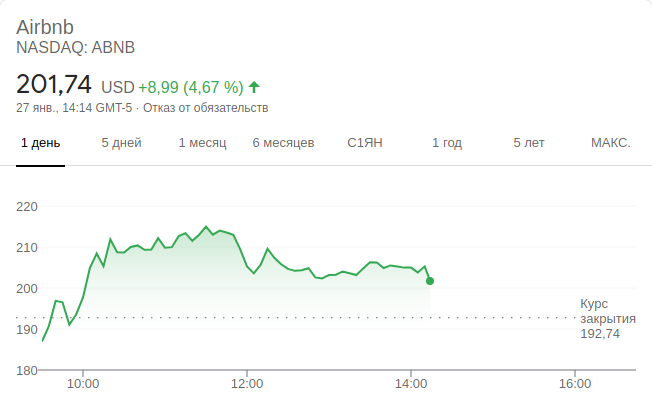 Airbnb
NASDAQ: ABNB
201,74 USD +8,99 (4,67 %)
27 янв., 14:14 GMT-5 · Отказ от обязательств
1 день 5 дней 1 месяц 6 месяцев С1ЯН 1 год 5 лет МАКС.
220
210
200
Курс
закрытия
192,74
190
180
10:00 12:00 14:00 16:00